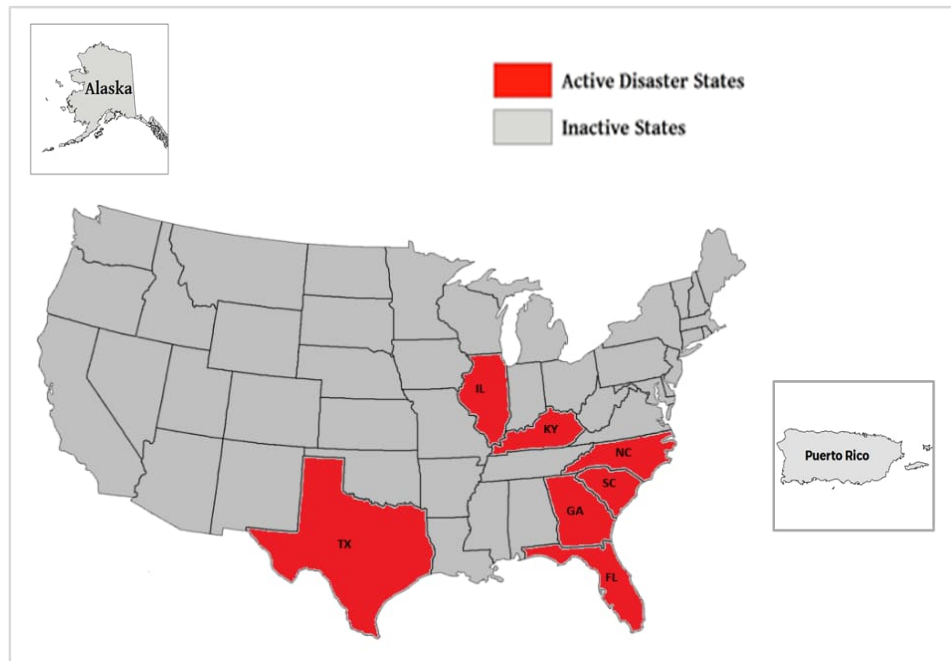 Alaska
Active Disaster States
Inactive States
IL
KY
NC
SC
GA
TX
FL
Puerto Rico